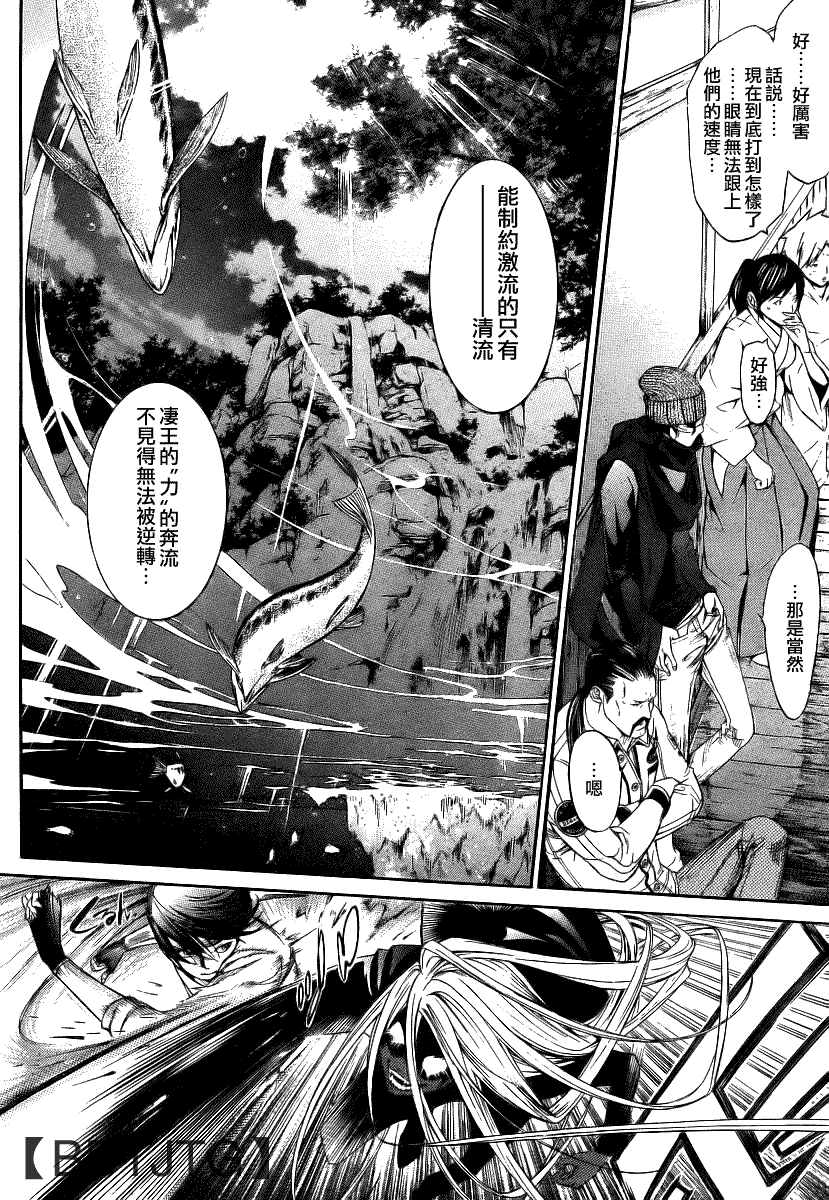 好……好厲害
話説……
現在到底打到怎樣了
……眼睛無法跟上
他們的速度…
好強…
…那是當然
…嗯
能制約激流的只有
——清流
凄王的"力"的奔流
不見得無法被逆轉…